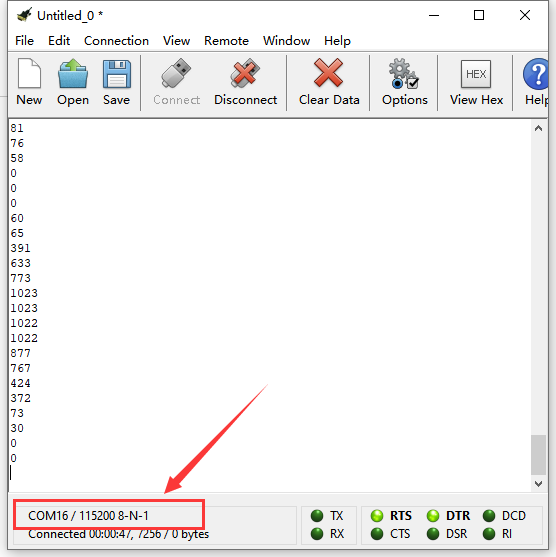 Untitled_0 *
File Edit Connection View Remote Window Help
HEX
New Open Save Connect Disconnect Clear Data Options View Hex Help
81
76
58
0
0
0
60
65
391
633
773
1023
1023
1022
1022
877
767
424
372
73
30
0
0
COM16 / 115200 8-N-1
Connected 00:00:47, 7256 / 0 bytes
TX RTS DTR DCD
RX CTS DSR RI